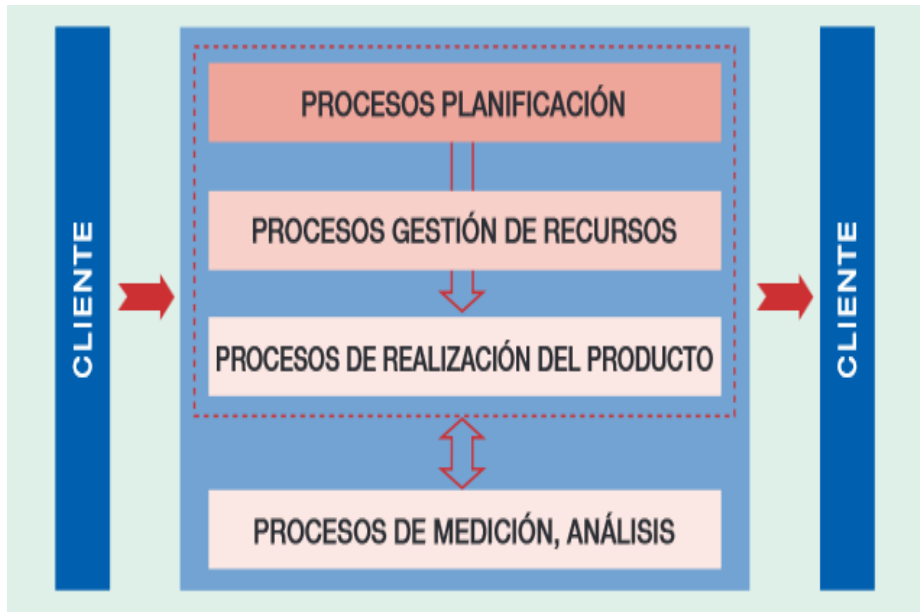 CLIENTE
PROCESOS PLANIFICACIÓN
PROCESOS GESTIÓN DE RECURSOS
PROCESOS DE REALIZACIÓN DEL PRODUCTO
PROCESOS DE MEDICIÓN, ANÁLISIS
CLIENTE